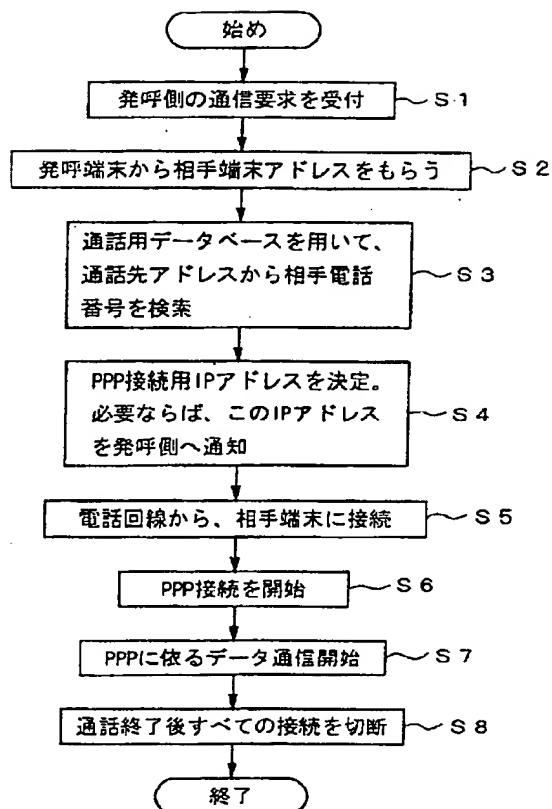 始め
発呼側の通信要求を受付 S1
発呼端末から相手端末アドレスをもらう S2
通話用データベースを用いて、
通話先アドレスから相手電話
番号を検索
S3
PPP接続用IPアドレスを決定。
必要ならば、このIPアドレス
を発呼側へ通知
S4
電話回線から、相手端末に接続 S5
PPP接続を開始 S6
PPPに依るデータ通信開始 S7
通話終了後すべての接続を切断 S8
終了